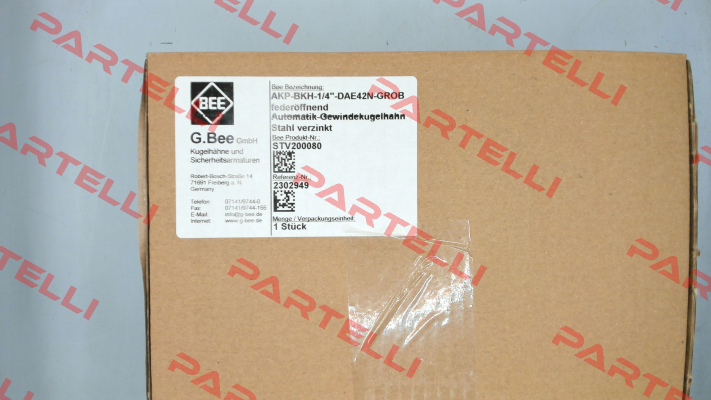 BEE
G.Bee GmbH
Kugelhähne und
Sicherheitsarmaturen
Robert-Bosch-Straße 14
71691 Freiberg a. N.
Germany
Telefon: 07141/9744-0
Fax: 07141/9744-166
E-Mail: info@g-bee.de
Internet: www.g-bee.de
Bee Bezeichnung:
AKP-BKH-1/4"-DAE42N-GROB
federöffnend
Automatik-Gewindekugelhahn
Stahl verzinkt
Bee Produkt-Nr.:
STV200080
Referenz-Nr.:
2302949
Menge / Verpackungseinheit:
1 Stück
PARTELLI
PARTELLI
PARTELLI
PARTELLI
PARTELLI
PARTELLI
PARTELLI
PARTELLI
PARTELLI